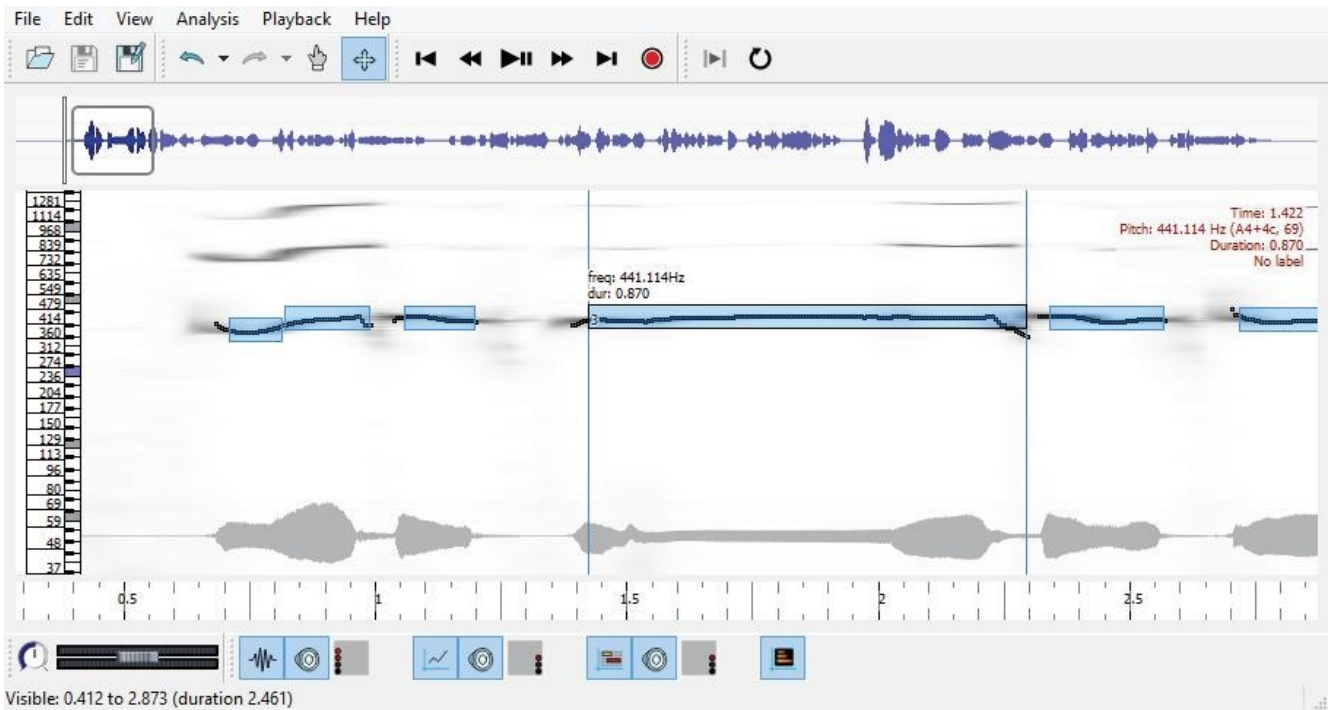 File Edit View Analysis Playback Help
1281
1114
968
839
732
635
549
479
414
360
312
274
236
204
177
150
129
113
96
80
69
59
48
37
Time: 1.422
Pitch: 441.114 Hz (A4+4c, 69)
Duration: 0.870
No label
freq: 441.114Hz
dur: 0.870
0.5 1 1.5 2 2.5
Visible: 0.412 to 2.873 (duration 2.461)